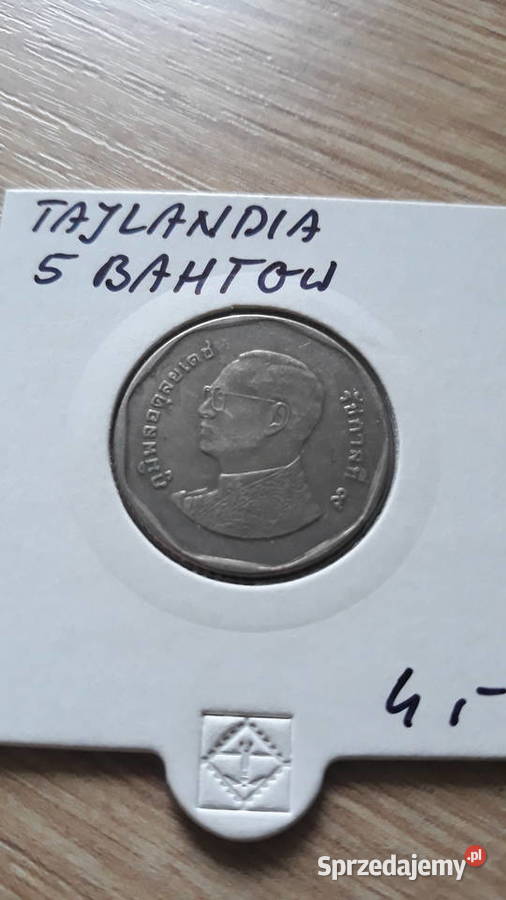 TAJLANDIA
5 BAHTOW
ภูมิพลอดุลยเดช
รัชกาลที่ ๙
4,-
Sprzedajemy.pl